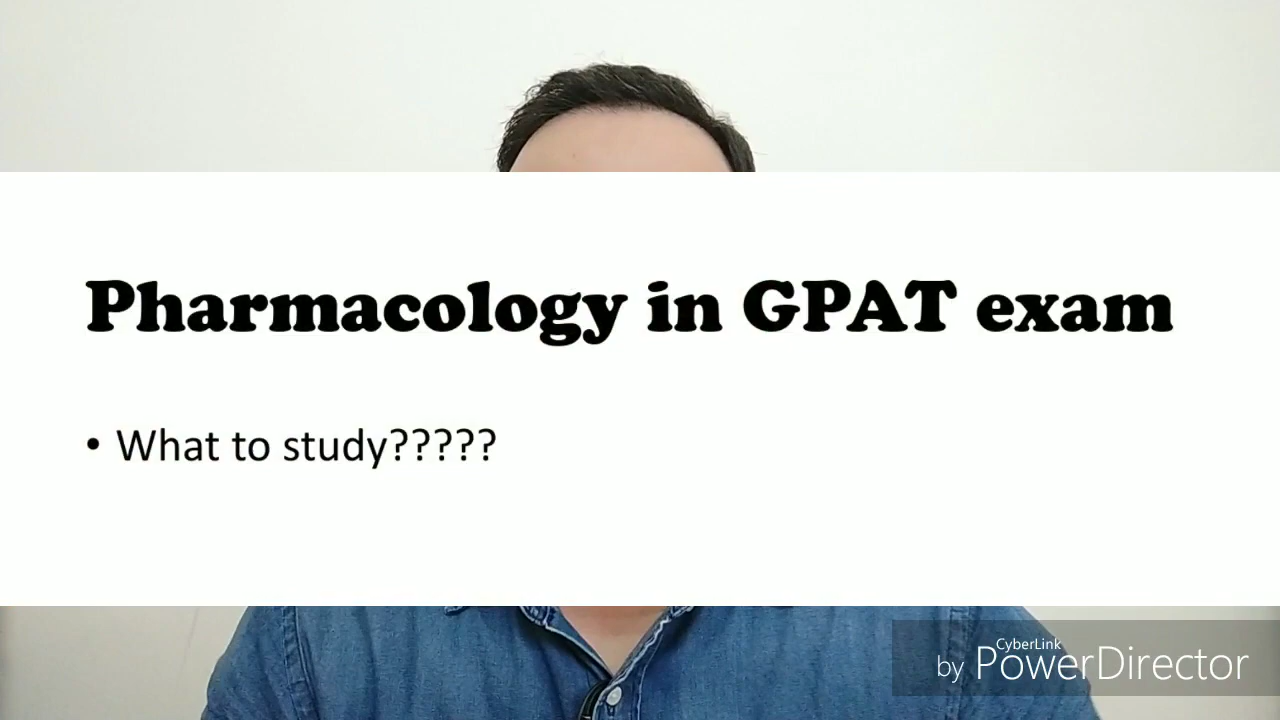 Pharmacology in GPAT exam
• What to study?????
CyberLink
by PowerDirector